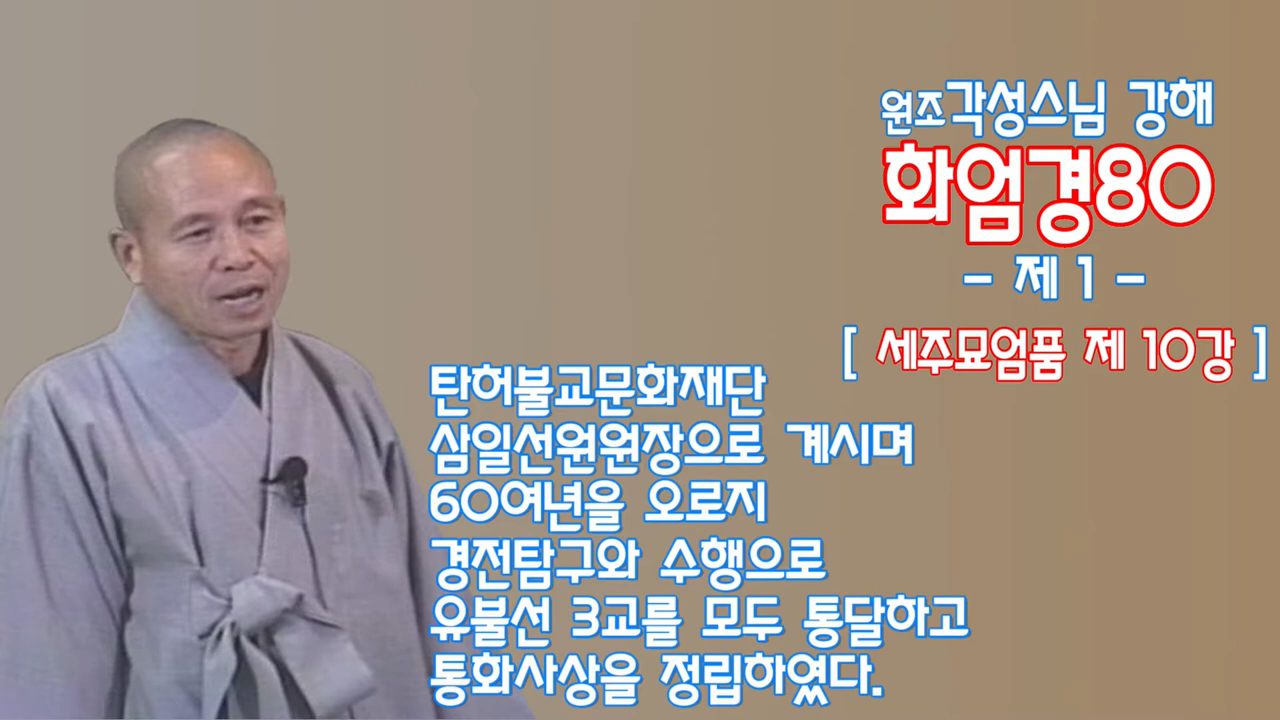 원조각성스님 강해
화엄경80
- 제 1 -
[ 세주묘엄품 제 10강 ]
탄허불교문화재단
삼일선원원장으로 계시며
60여년을 오로지
경전탐구와 수행으로
유불선 3교를 모두 통달하고
통화사상을 정립하였다.